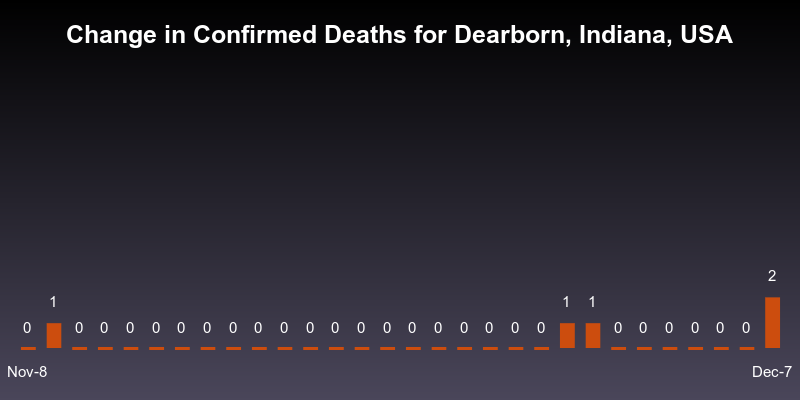 Change in Confirmed Deaths for Dearborn, Indiana, USA
2
1 1 1
0 0 0 0 0 0 0 0 0 0 0 0 0 0 0 0 0 0 0 0 0 0 0 0 0 0
Nov-8 Dec-7